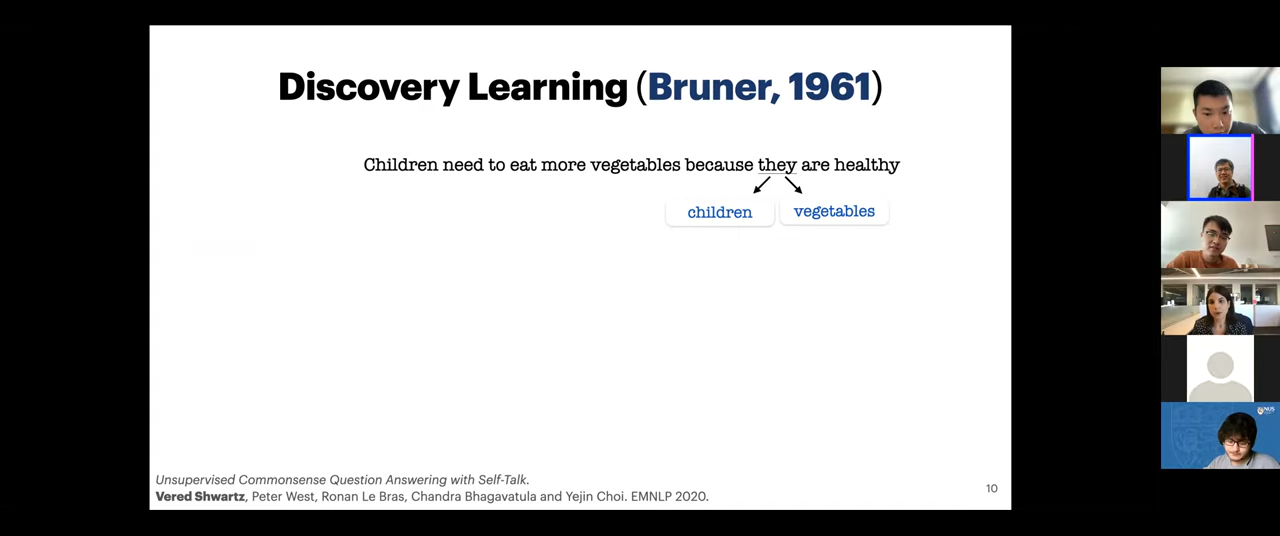 Discovery Learning (Bruner, 1961)
Children need to eat more vegetables because they are healthy
children vegetables
Unsupervised Commonsense Question Answering with Self-Talk.
Vered Shwartz, Peter West, Ronan Le Bras, Chandra Bhagavatula and Yejin Choi. EMNLP 2020.
10
NUS